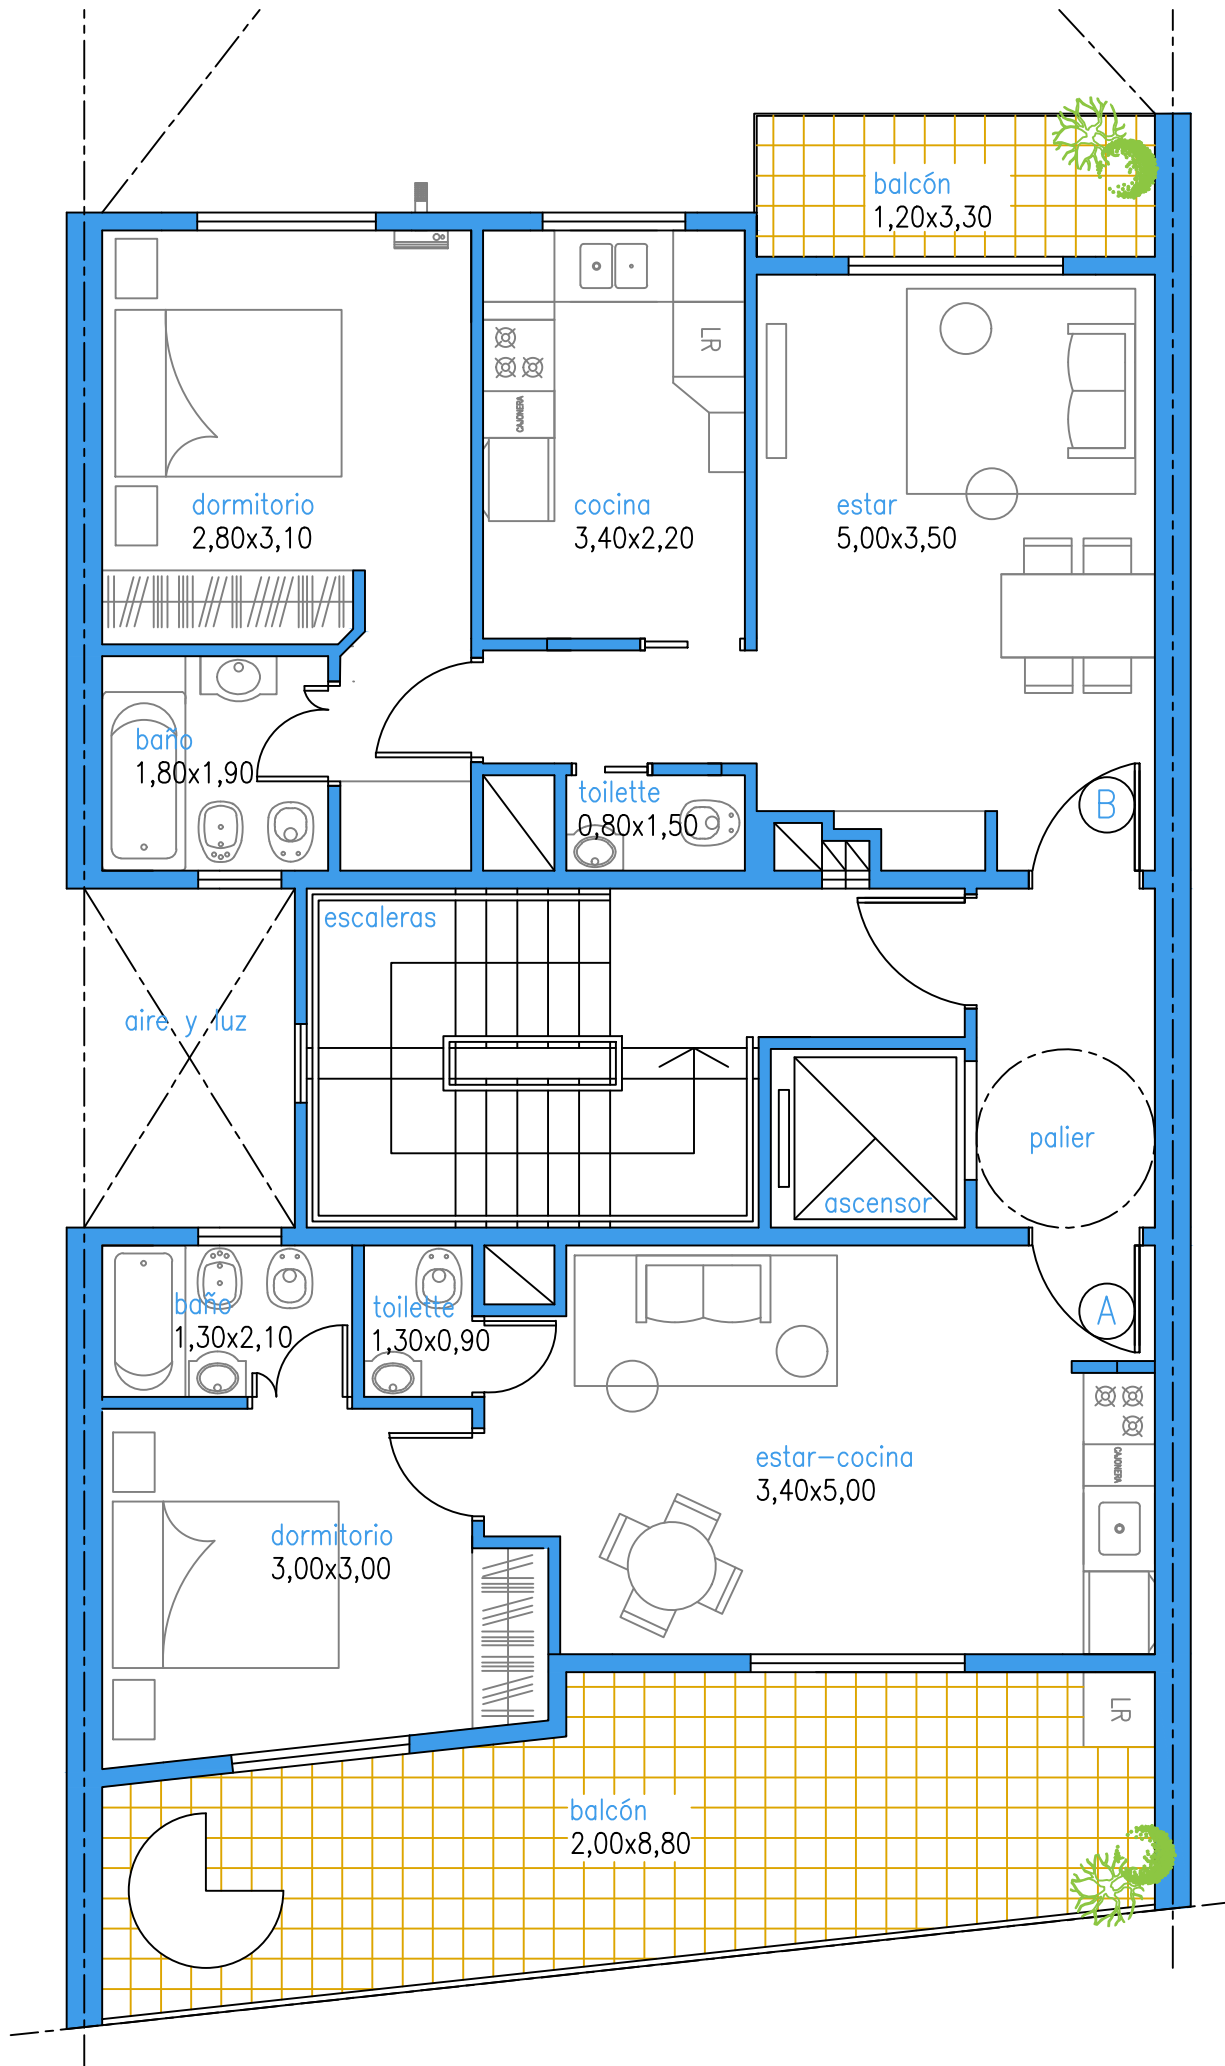 balcón
1,20x3,30
LR
CAJONERA
dormitorio
2,80x3,10
cocina
3,40x2,20
estar
5,00x3,50
baño
1,80x1,90
toilette
0,80x1,50
B
escaleras
aire y luz
palier
ascensor
baño
1,30x2,10
toilette
1,30x0,90
A
estar-cocina
3,40x5,00
CAJONERA
dormitorio
3,00x3,00
LR
balcón
2,00x8,80